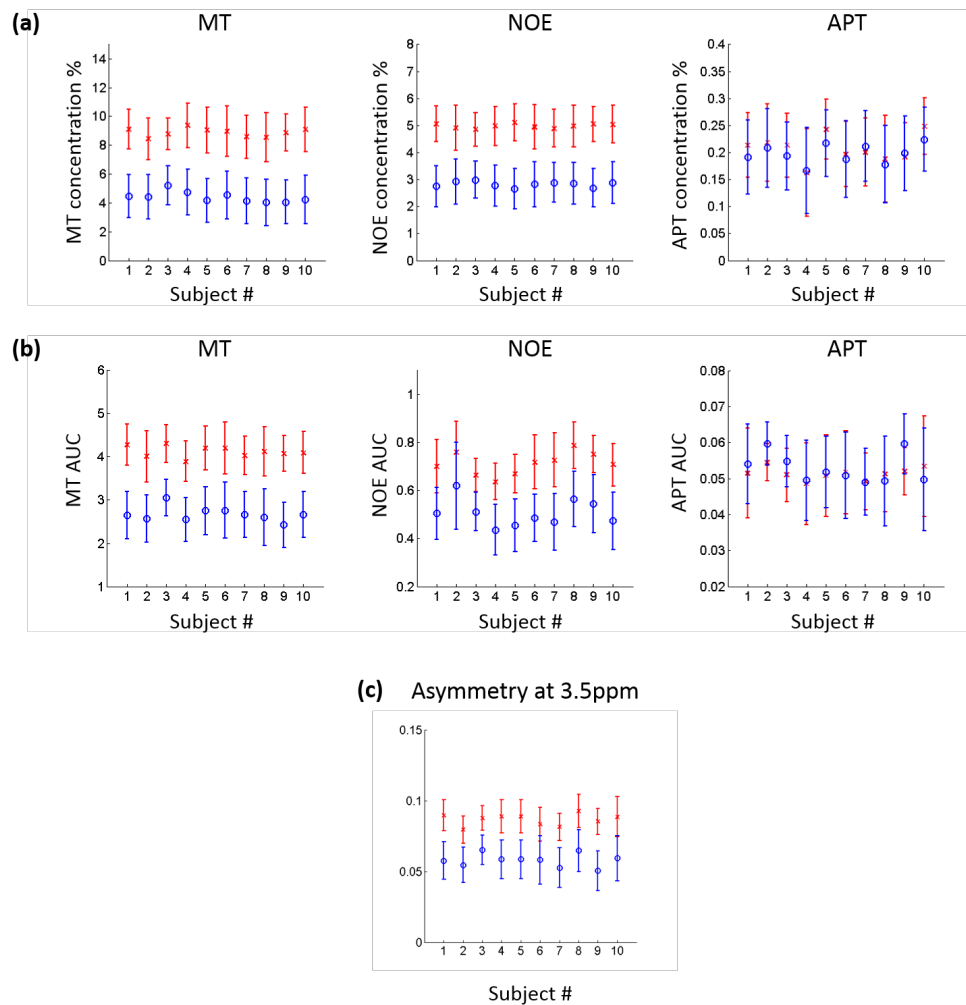 (a) MT NOE APT
MT concentration %
14
12
10
8
6
4
2
0
1 2 3 4 5 6 7 8 9 10
Subject #
NOE concentration %
8
7
6
5
4
3
2
1
0
1 2 3 4 5 6 7 8 9 10
Subject #
APT concentration %
0.4
0.35
0.3
0.25
0.2
0.15
0.1
0.05
0
1 2 3 4 5 6 7 8 9 10
Subject #
(b) MT NOE APT
MT AUC
6
5
4
3
2
1
1 2 3 4 5 6 7 8 9 10
Subject #
NOE AUC
1
0.8
0.6
0.4
0.2
1 2 3 4 5 6 7 8 9 10
Subject #
APT AUC
0.08
0.07
0.06
0.05
0.04
0.03
0.02
1 2 3 4 5 6 7 8 9 10
Subject #
(c) Asymmetry at 3.5ppm
0.15
0.1
0.05
0
1 2 3 4 5 6 7 8 9 10
Subject #